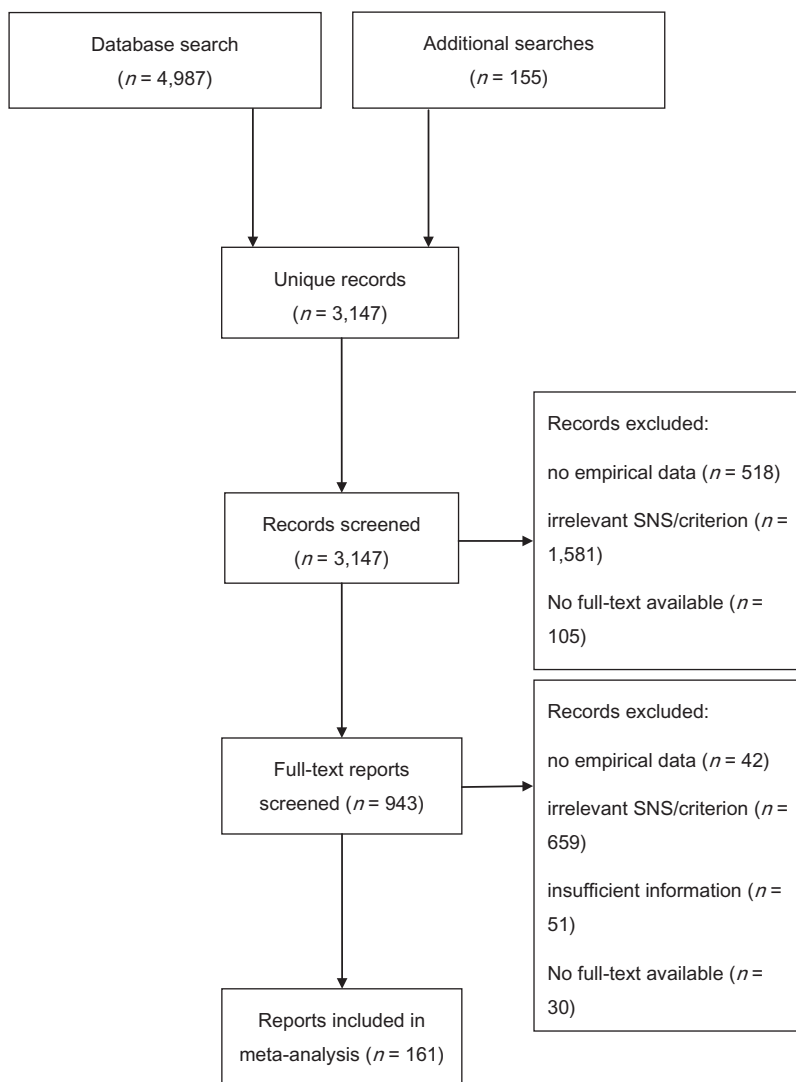 Database search
(n = 4,987)
Additional searches
(n = 155)
Unique records
(n = 3,147)
Records screened
(n = 3,147)
Records excluded:
no empirical data (n = 518)
irrelevant SNS/criterion (n =
1,581)
No full-text available (n =
105)
Full-text reports
screened (n = 943)
Records excluded:
no empirical data (n = 42)
irrelevant SNS/criterion (n =
659)
insufficient information (n =
51)
No full-text available (n =
30)
Reports included in
meta-analysis (n = 161)